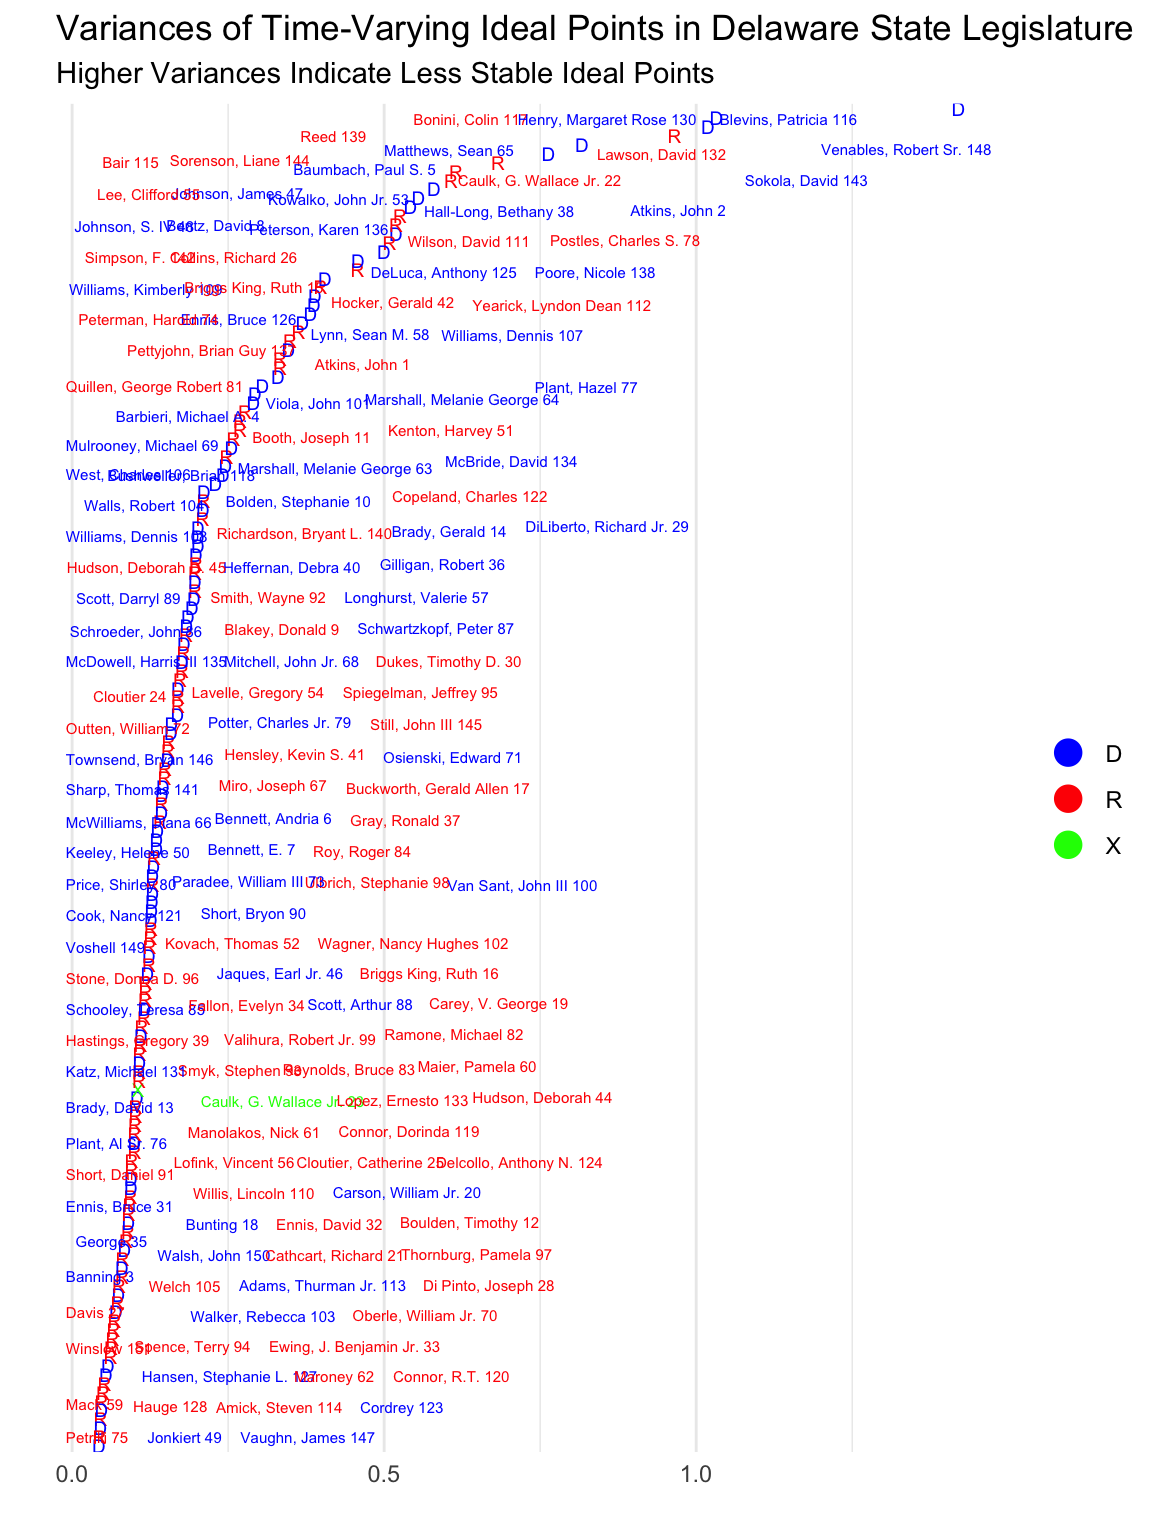 Variances of Time-Varying Ideal Points in Delaware State Legislature
Higher Variances Indicate Less Stable Ideal Points
Bonini, Colin 117 Henry, Margaret Rose 130 Blevins, Patricia 116
Reed 139
Matthews, Sean 65 Lawson, David 132 Venables, Robert Sr. 148
Bair 115 Sorenson, Liane 144
Baumbach, Paul S. 5 Caulk, G. Wallace Jr. 22 Sokola, David 143
Lee, Clifford 55 Johnson, James 47 Kowalko, John Jr. 53
Hall-Long, Bethany 38 Atkins, John 2
Johnson, S. IV 48 Bentz, David 8 Peterson, Karen 136
Wilson, David 111 Postles, Charles S. 78
Simpson, F. 142 Collins, Richard 26
DeLuca, Anthony 125 Poore, Nicole 138
Williams, Kimberly 109 Briggs King, Ruth 15
Hocker, Gerald 42 Yearick, Lyndon Dean 112
Peterman, Harold 74 Ennis, Bruce 126
Lynn, Sean M. 58 Williams, Dennis 107
Pettyjohn, Brian Guy 137
Atkins, John 1
Quillen, George Robert 81 Plant, Hazel 77
Viola, John 101 Marshall, Melanie George 64
Barbieri, Michael A. 4
Booth, Joseph 11 Kenton, Harvey 51
Mulrooney, Michael 69
Marshall, Melanie George 63 McBride, David 134
West, Charles 106 Bushweller, Brian 118
Walls, Robert 104 Bolden, Stephanie 10 Copeland, Charles 122
Williams, Dennis 108 Richardson, Bryant L. 140 Brady, Gerald 14 DiLiberto, Richard Jr. 29
Hudson, Deborah D. 45 Heffernan, Debra 40 Gilligan, Robert 36
Scott, Darryl 89 Smith, Wayne 92 Longhurst, Valerie 57
Schroeder, John 86 Blakey, Donald 9 Schwartzkopf, Peter 87
McDowell, Harris III 135 Mitchell, John Jr. 68 Dukes, Timothy D. 30
Cloutier 24 Lavelle, Gregory 54 Spiegelman, Jeffrey 95
Outten, William 72 Potter, Charles Jr. 79 Still, John III 145
Townsend, Bryan 146 Hensley, Kevin S. 41 Osienski, Edward 71
Sharp, Thomas 141 Miro, Joseph 67 Buckworth, Gerald Allen 17
McWilliams, Diana 66 Bennett, Andria 6 Gray, Ronald 37
Keeley, Helene 50 Bennett, E. 7 Roy, Roger 84
Price, Shirley 80 Paradee, William III 73 Ulbrich, Stephanie 98 Van Sant, John III 100
Cook, Nancy 121 Short, Bryon 90
Voshell 149 Kovach, Thomas 52 Wagner, Nancy Hughes 102
Stone, Donna D. 96 Jaques, Earl Jr. 46 Briggs King, Ruth 16
Schooley, Teresa 85 Fallon, Evelyn 34 Scott, Arthur 88 Carey, V. George 19
Hastings, Gregory 39 Valihura, Robert Jr. 99 Ramone, Michael 82
Katz, Michael 131 Smyk, Stephen 93 Reynolds, Bruce 83 Maier, Pamela 60
Brady, David 13 Caulk, G. Wallace Jr. 23 Lopez, Ernesto 133 Hudson, Deborah 44
Manolakos, Nick 61 Connor, Dorinda 119
Plant, Al Sr. 76
Lofink, Vincent 56 Cloutier, Catherine 25 Delcollo, Anthony N. 124
Short, Daniel 91
Willis, Lincoln 110 Carson, William Jr. 20
Ennis, Bruce 31
Bunting 18 Ennis, David 32 Boulden, Timothy 12
George 35
Walsh, John 150 Cathcart, Richard 21 Thornburg, Pamela 97
Banning 3
Welch 105 Adams, Thurman Jr. 113 Di Pinto, Joseph 28
Davis 27
Walker, Rebecca 103 Oberle, William Jr. 70
Winslow 151 Spence, Terry 94 Ewing, J. Benjamin Jr. 33
Hansen, Stephanie L. 127 Maroney 62 Connor, R.T. 120
Mack 59 Hauge 128 Amick, Steven 114 Cordrey 123
Petrilli 75 Jonkiert 49 Vaughn, James 147
D
R
X
0.0 0.5 1.0